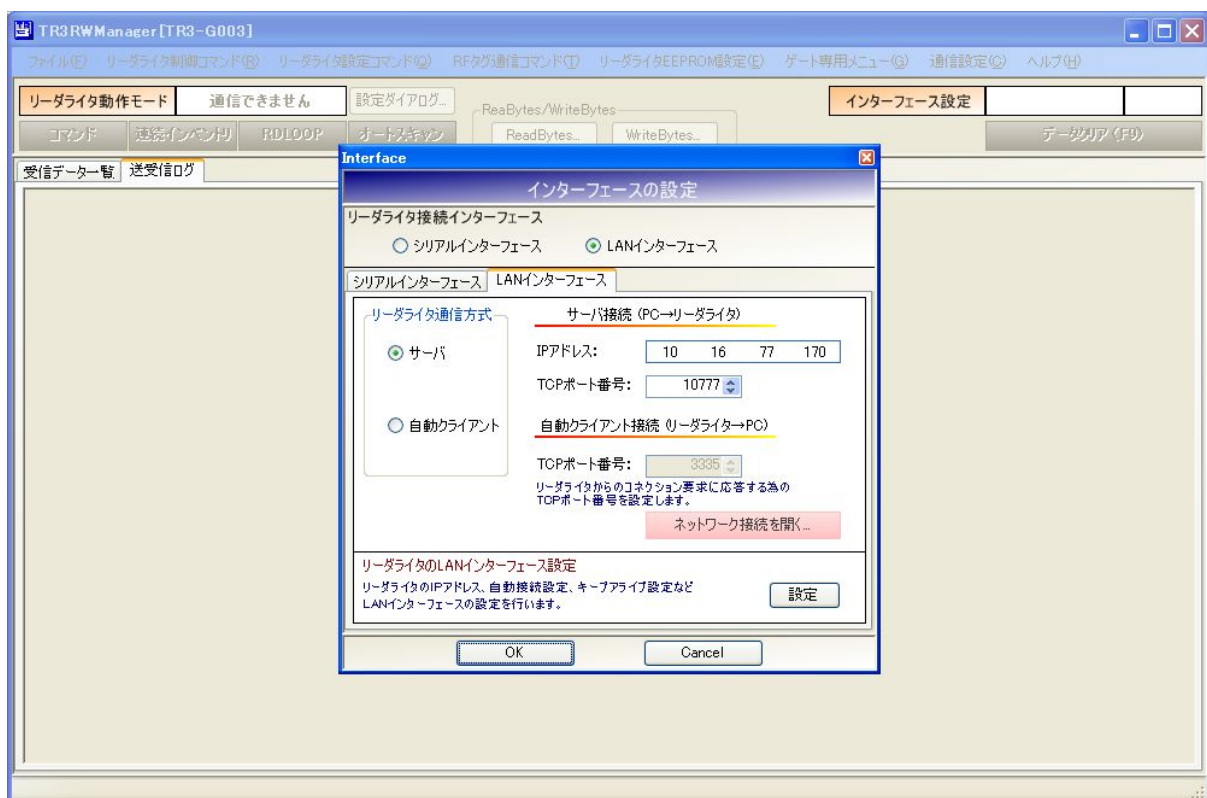 TR3RWManager[TR3-G003]
ファイル(F) リーダライタ制御コマンド(R) リーダライタ設定コマンド(Q) RFタグ通信コマンド(T) リーダライタEEPROM設定(E) ゲート専用メニュー(G) 通信設定(C) ヘルプ(H)
リーダライタ動作モード 通信できません 設定ダイアログ... ReaBytes/WriteBytes インターフェース設定
コマンド 連続インベントリ RDLOOP オートスキャン ReadBytes... WriteBytes... データクリア(F9)
受信データ一覧 送受信ログ
Interface
インターフェースの設定
リーダライタ接続インターフェース
シリアルインターフェース LANインターフェース
シリアルインターフェース LANインターフェース
リーダライタ通信方式 サーバ接続 (PC→リーダライタ)
サーバ IPアドレス: 10 16 77 170
TCPポート番号: 10777
自動クライアント 自動クライアント接続 (リーダライタ→PC)
TCPポート番号: 3335
リーダライタからのコネクション要求に応答する為の
TCPポート番号を設定します。
ネットワーク接続を開く...
リーダライタのLANインターフェース設定
リーダライタのIPアドレス、自動接続設定、キープアライブ設定など
LANインターフェースの設定を行います。
設定
OK Cancel